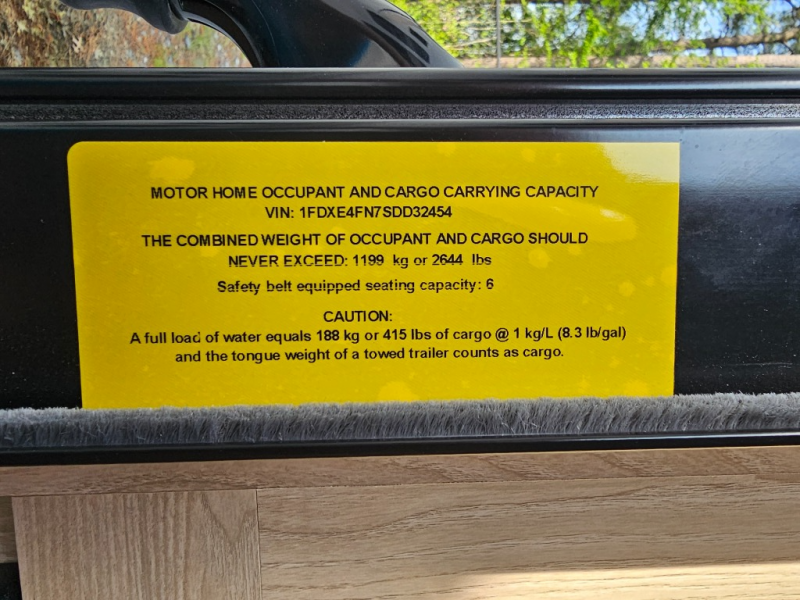 MOTOR HOME OCCUPANT AND CARGO CARRYING CAPACITY
VIN: 1FDXE4FN7SDD32454
THE COMBINED WEIGHT OF OCCUPANT AND CARGO SHOULD
NEVER EXCEED: 1199 kg or 2644 lbs
Safety belt equipped seating capacity: 6
CAUTION:
A full load of water equals 188 kg or 415 lbs of cargo @ 1 kg/L (8.3 lb/gal)
and the tongue weight of a towed trailer counts as cargo.